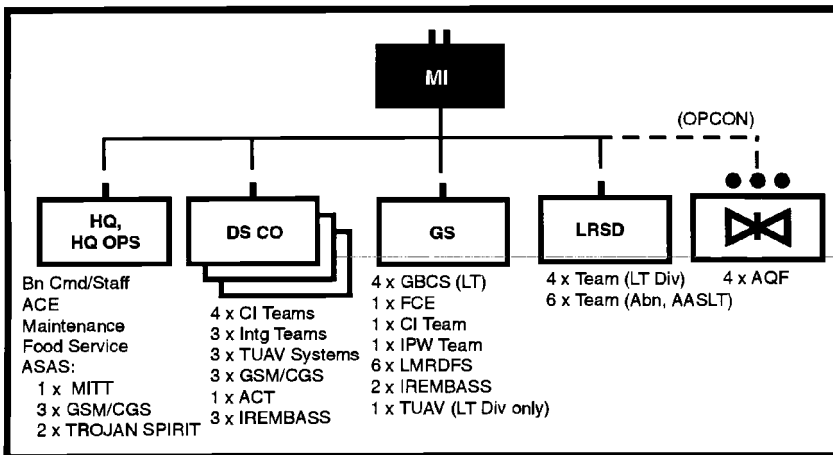 MI
(OPCON)
HQ,
HQ OPS
Bn Cmd/Staff
ACE
Maintenance
Food Service
ASAS:
1 x MITT
3 x GSM/CGS
2 x TROJAN SPIRIT
DS CO
4 x CI Teams
3 x Intg Teams
3 x TUAV Systems
3 x GSM/CGS
1 x ACT
3 x IREMBASS
GS
4 x GBCS (LT)
1 x FCE
1 x CI Team
1 x IPW Team
6 x LMRDFS
2 x IREMBASS
1 x TUAV (LT Div only)
LRSD
4 x Team (LT Div)
6 x Team (Abn, AASLT)
4 x AQF